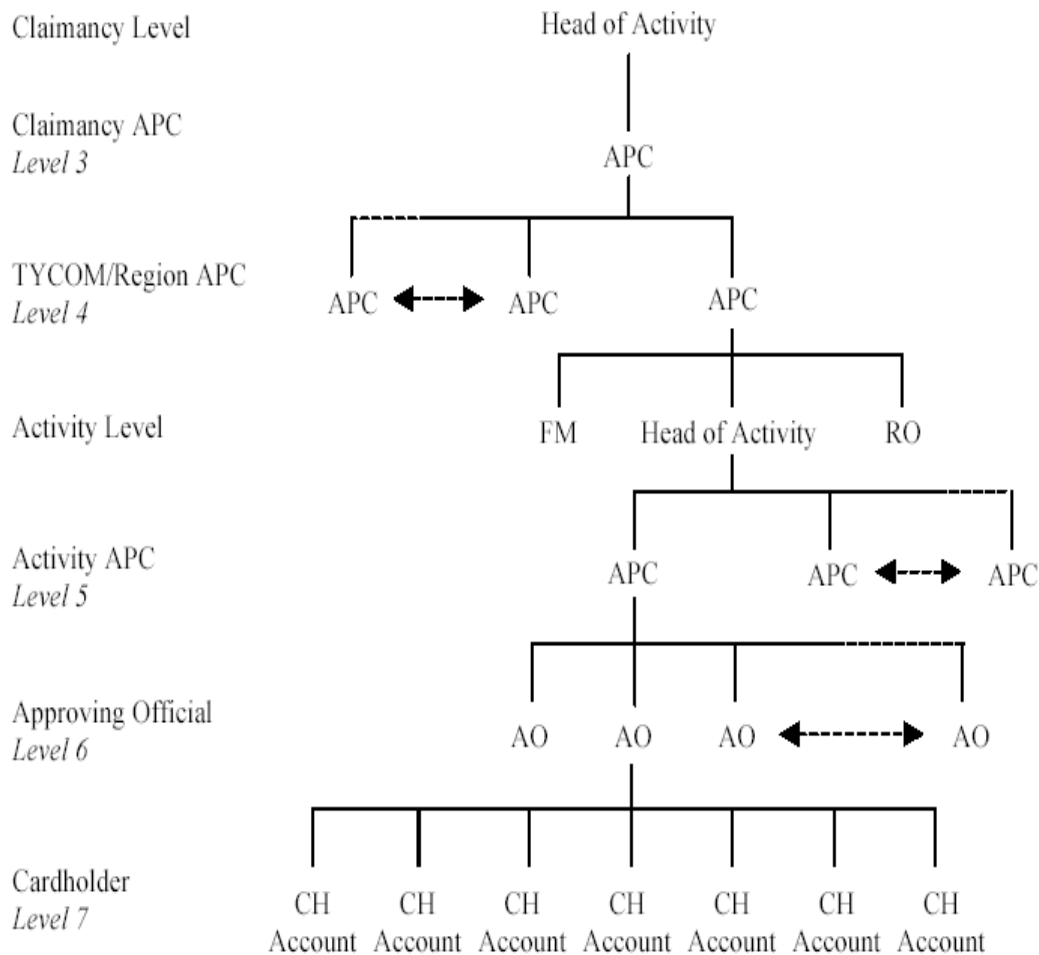 Claimancy Level
Head of Activity
Claimancy APC
Level 3
APC
TYCOM/Region APC
Level 4
APC APC APC
Activity Level
FM Head of Activity RO
Activity APC
Level 5
APC APC APC
Approving Official
Level 6
AO AO AO AO
Cardholder
Level 7
CH CH CH CH CH CH CH
Account Account Account Account Account Account Account